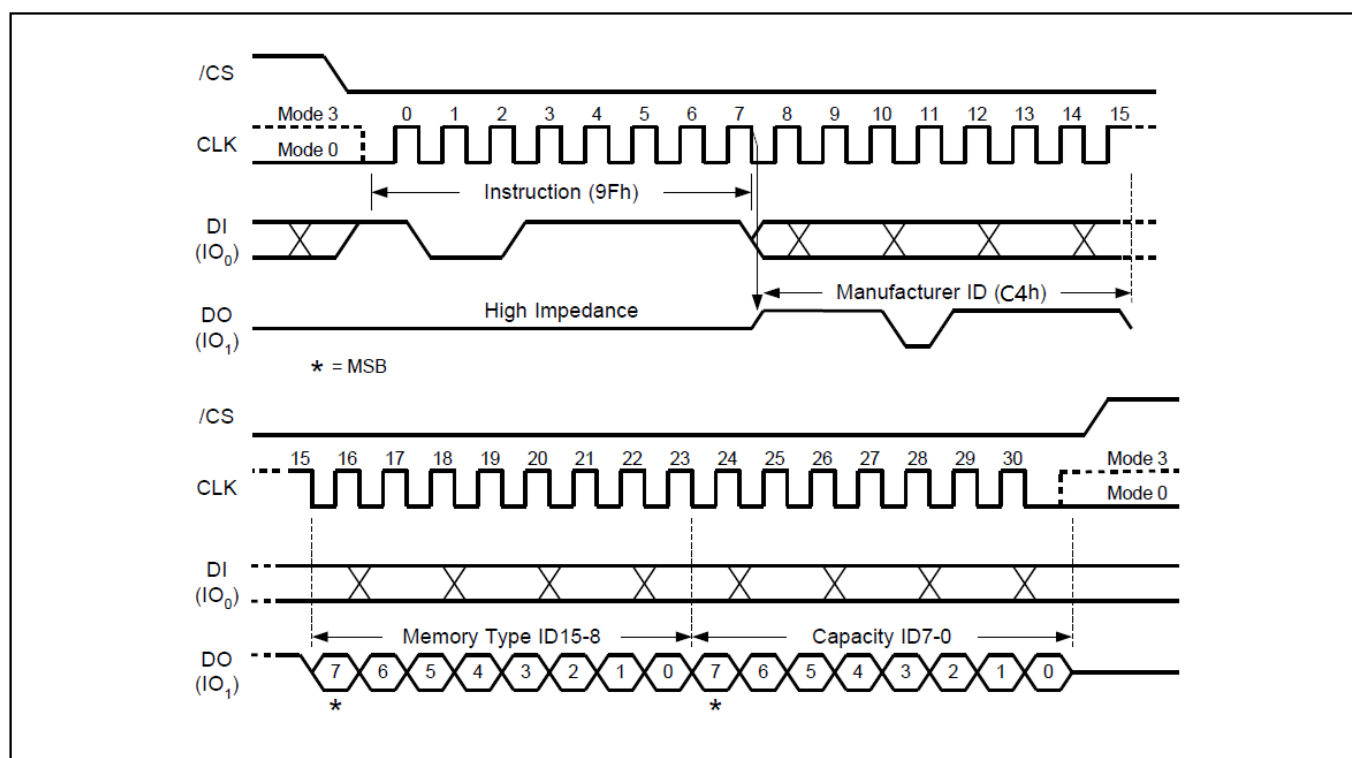 /CS
Mode 3
0 1 2 3 4 5 6 7 8 9 10 11 12 13 14 15
CLK
Mode 0
Instruction (9Fh)
DI
(IO0)
Manufacturer ID (C4h)
High Impedance
DO
(IO1)
* = MSB
/CS
15 16 17 18 19 20 21 22 23 24 25 26 27 28 29 30
Mode 3
CLK
Mode 0
DI
(IO0)
Memory Type ID15-8
Capacity ID7-0
DO
(IO1)
7 6 5 4 3 2 1 0 7 6 5 4 3 2 1 0
* *